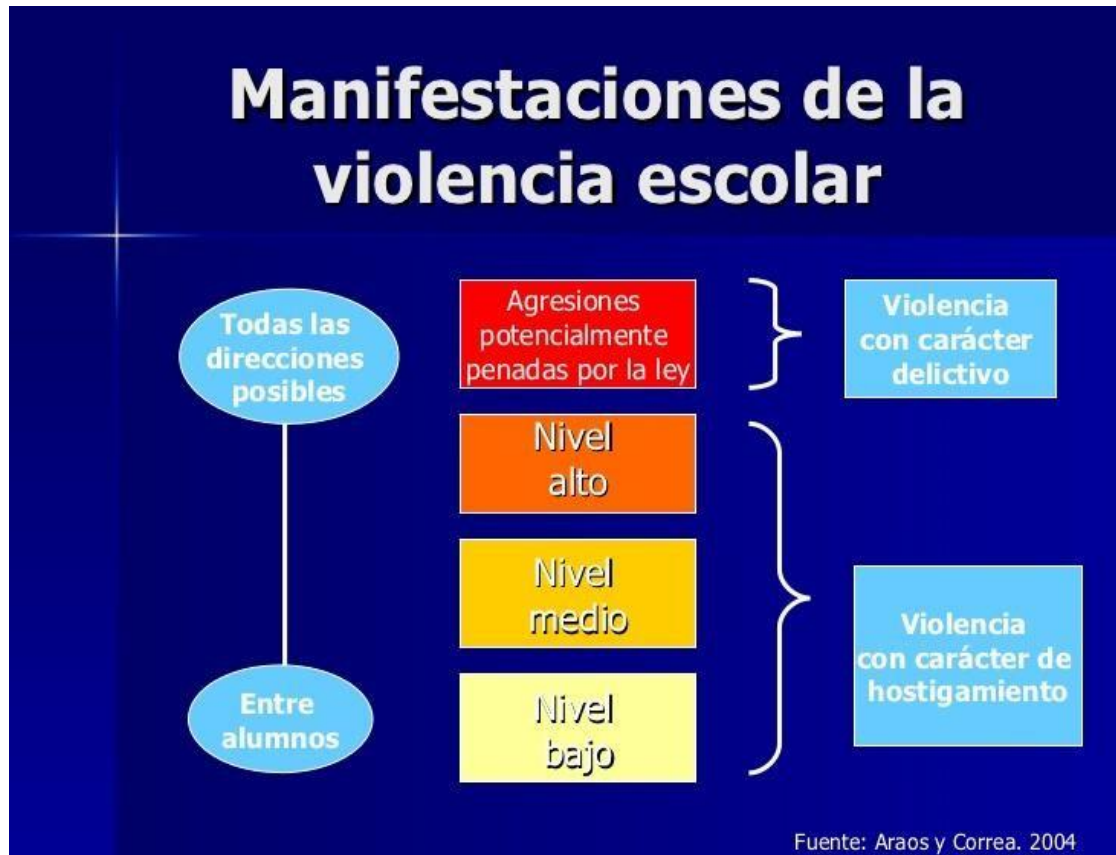 Manifestaciones de la
violencia escolar
Todas las
direcciones
posibles
Agresiones
potencialmente
penadas por la ley
Violencia
con carácter
delictivo
Nivel
alto
Nivel
medio
Violencia
con carácter de
hostigamiento
Entre
alumnos
Nivel
bajo
Fuente: Araos y Correa. 2004